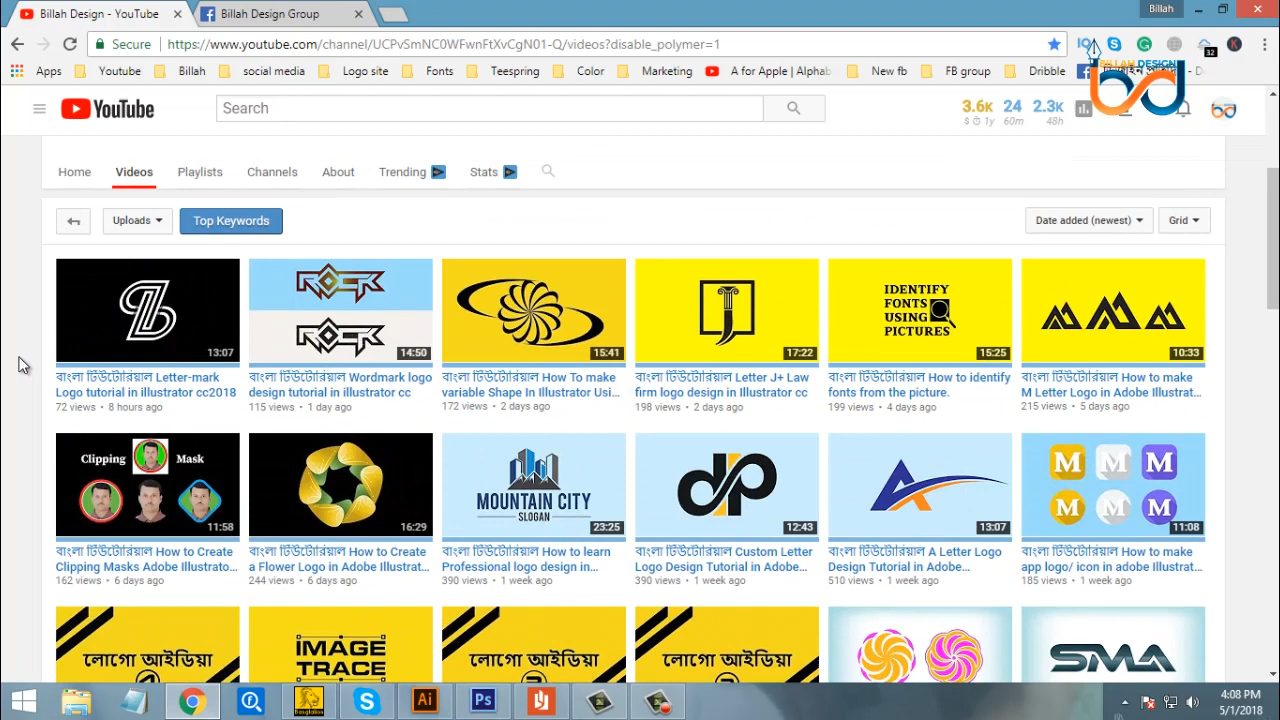 Billah Design - YouTube
Billah Design Group
Billah
Secure
https://www.youtube.com/channel/UCPvSmNC0WFwnFtXvCgN01-Q/videos?disable_polymer=1
32
Apps
Youtube
Billah
social media
Logo site
Fonts
Teespring
Color
Marketing
A for Apple | Alphab
New fb
FB group
Dribble
BILLAH DESIGN
YouTube
Search
3.6K
24
2.3K
1y
60m
48h
Home
Videos
Playlists
Channels
About
Trending
Stats
Uploads
Top Keywords
Date added (newest)
Grid
13:07
ROCK
ROCK
14:50
15:41
J
17:22
IDENTIFY
FONTS
USING
PICTURES
15:25
10:33
বাংলা টিউটোরিয়াল Letter-mark
Logo tutorial in illustrator cc2018
72 views • 8 hours ago
বাংলা টিউটোরিয়াল Wordmark logo
design tutorial in illustrator cc
115 views • 1 day ago
বাংলা টিউটোরিয়াল How To make
variable Shape In Illustrator Usi...
172 views • 2 days ago
বাংলা টিউটোরিয়াল Letter J+ Law
firm logo design in Illustrator cc
198 views • 2 days ago
বাংলা টিউটোরিয়াল How to identify
fonts from the picture.
199 views • 4 days ago
বাংলা টিউটোরিয়াল How to make
M Letter Logo in Adobe Illustrat...
215 views • 5 days ago
Clipping Mask
11:58
16:29
MOUNTAIN CITY
SLOGAN
23:25
dp
12:43
A
13:07
M M M
M M M
11:08
বাংলা টিউটোরিয়াল How to Create
Clipping Masks Adobe Illustrato...
162 views • 6 days ago
বাংলা টিউটোরিয়াল How to Create
a Flower Logo in Adobe Illustrat...
244 views • 6 days ago
বাংলা টিউটোরিয়াল How to learn
Professional logo design in...
390 views • 1 week ago
বাংলা টিউটোরিয়াল Custom Letter
Logo Design Tutorial in Adobe...
390 views • 1 week ago
বাংলা টিউটোরিয়াল A Letter Logo
Design Tutorial in Adobe...
510 views • 1 week ago
বাংলা টিউটোরিয়াল How to make
app logo/ icon in adobe Illustrat...
185 views • 1 week ago
লোগো আইডিয়া
IMAGE
TRACE
লোগো আইডিয়া
লোগো আইডিয়া
SMA
Ai
Ps
4:08 PM
5/1/2018